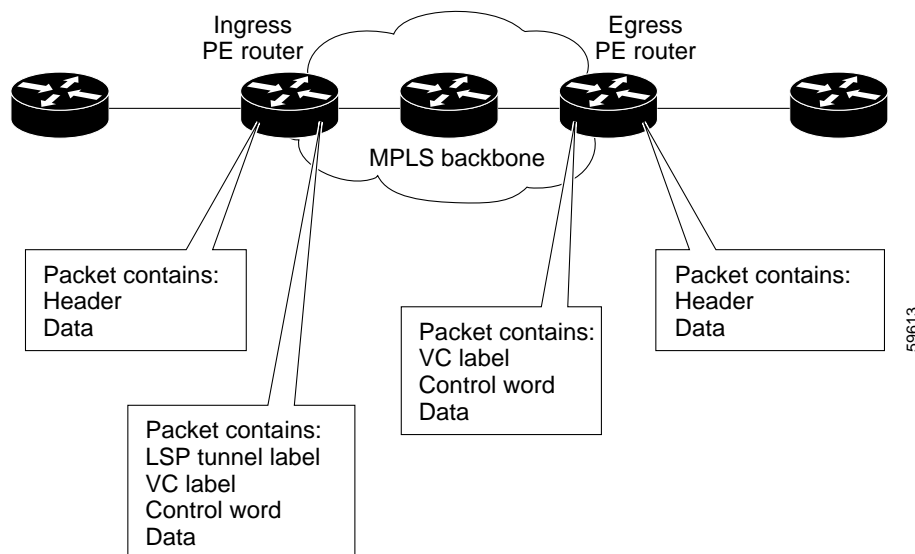 Ingress
PE router
Egress
PE router
MPLS backbone
Packet contains:
Header
Data
Packet contains:
LSP tunnel label
VC label
Control word
Data
Packet contains:
VC label
Control word
Data
Packet contains:
Header
Data
59613